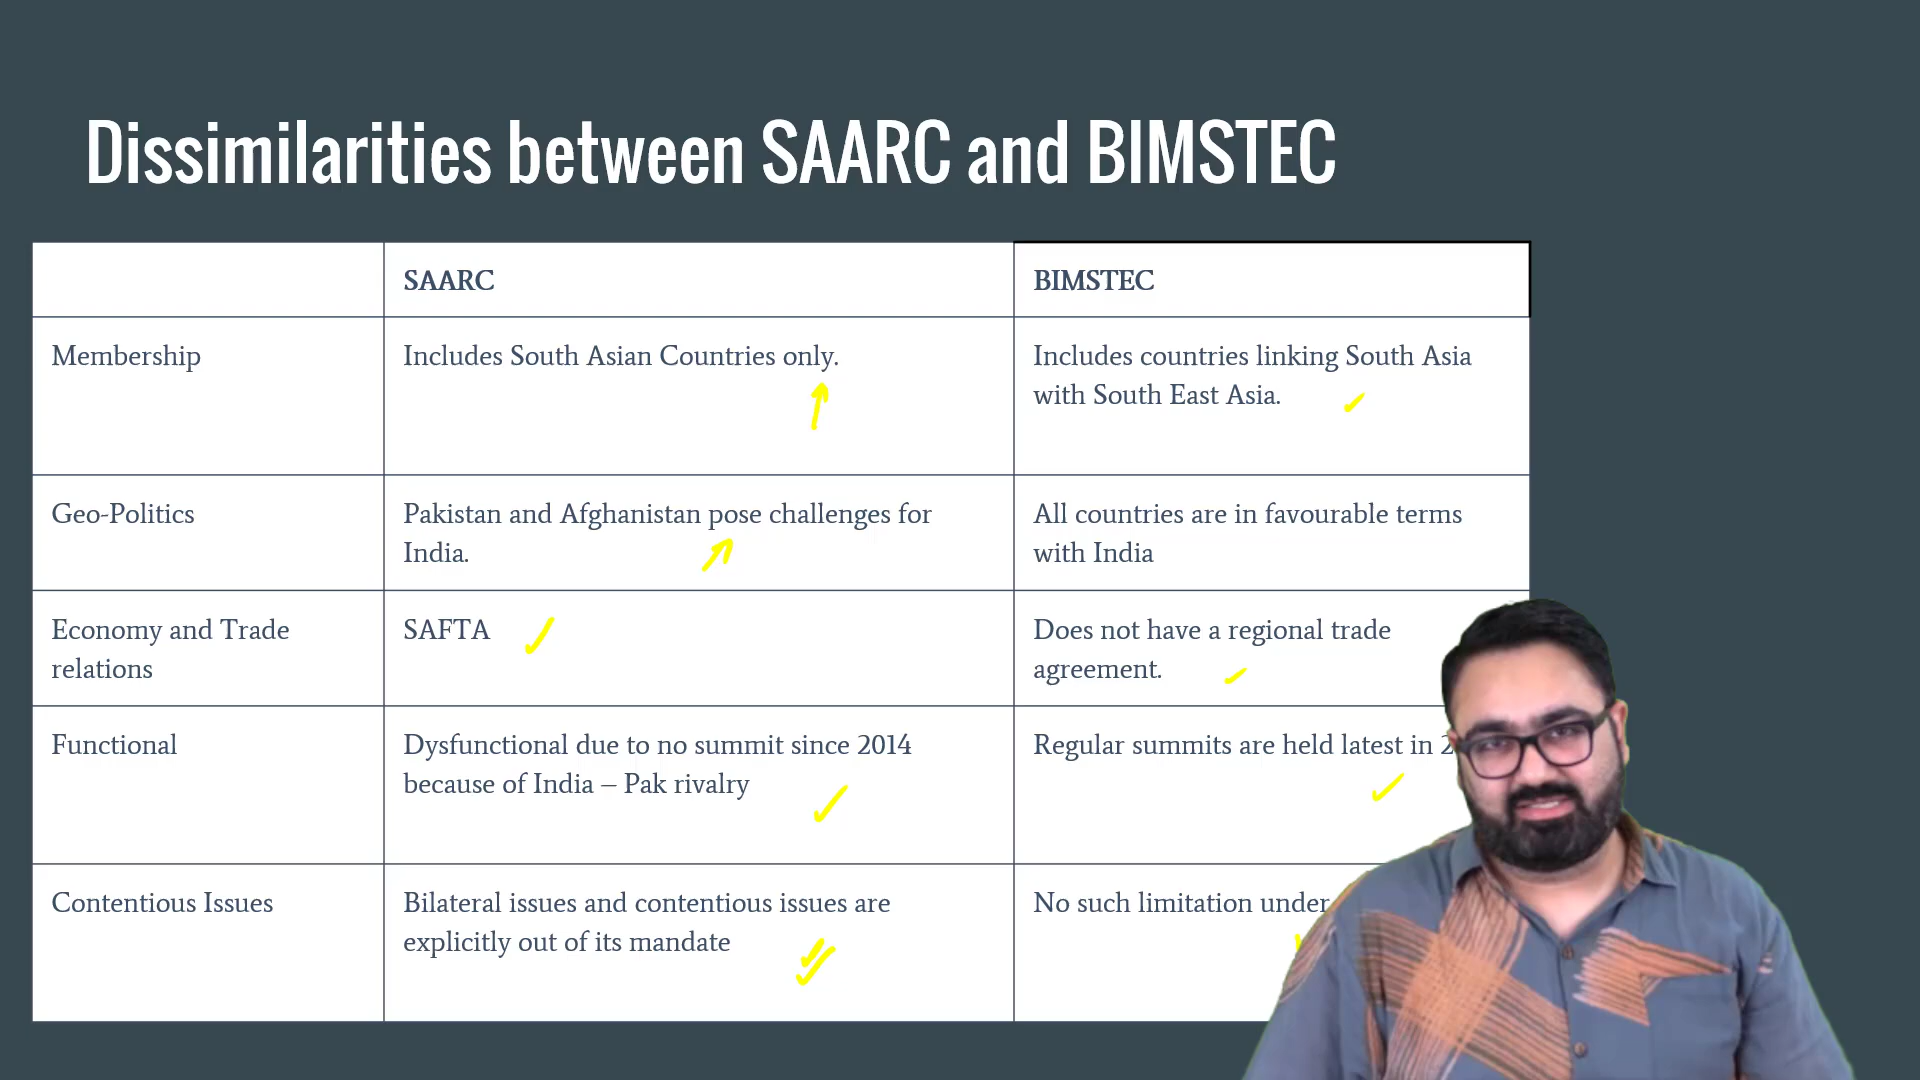 Dissimilarities between SAARC and BIMSTEC
SAARC
BIMSTEC
Membership
Includes South Asian Countries only.
Includes countries linking South Asia
with South East Asia.
Geo-Politics
Pakistan and Afghanistan pose challenges for
India.
All countries are in favourable terms
with India
Economy and Trade
relations
SAFTA
Does not have a regional trade
agreement.
Functional
Dysfunctional due to no summit since 2014
because of India – Pak rivalry
Regular summits are held latest in
Contentious Issues
Bilateral issues and contentious issues are
explicitly out of its mandate
No such limitation under